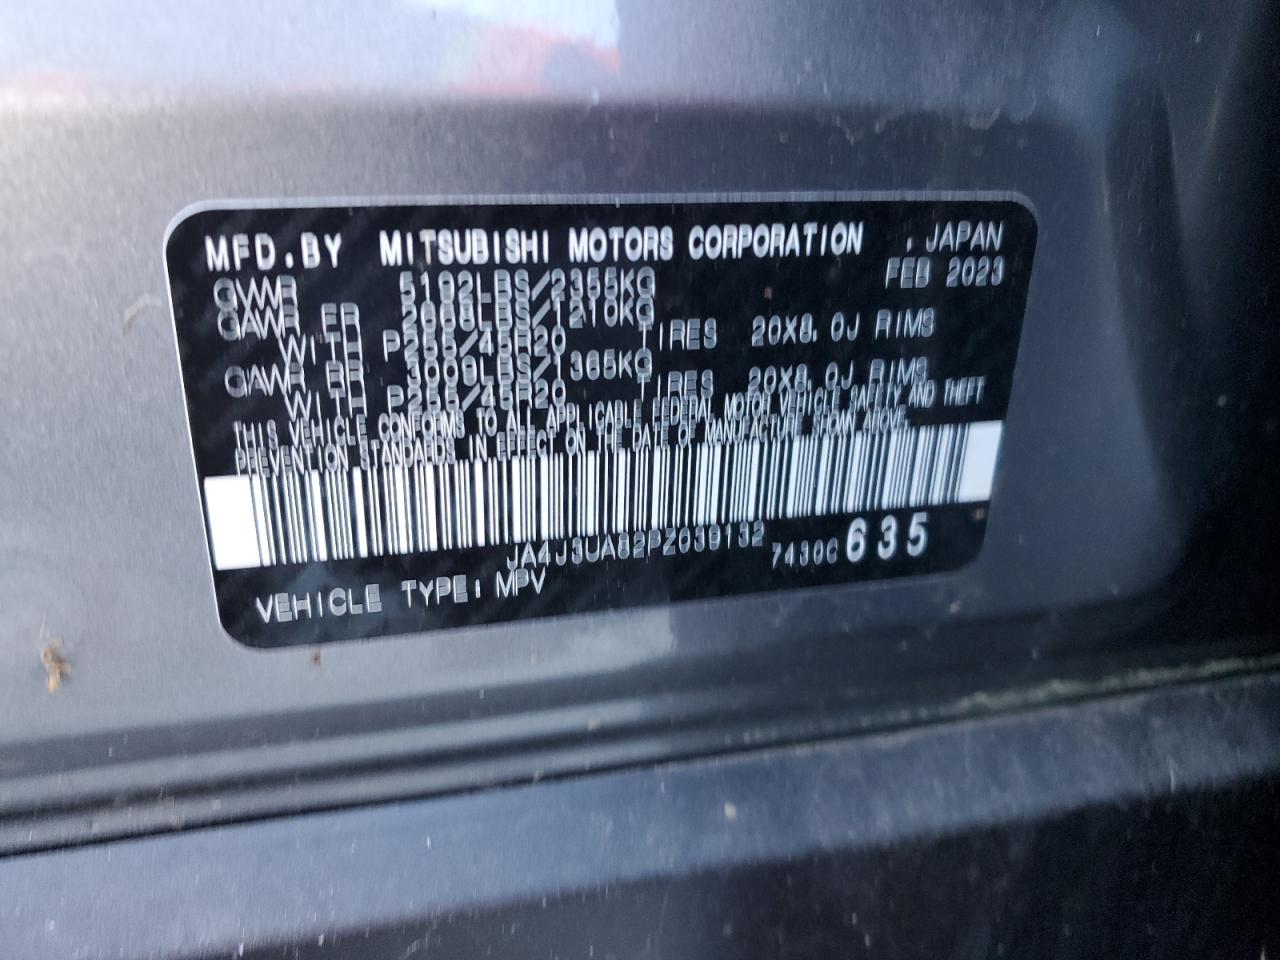 MFD.BY MITSUBISHI MOTORS CORPORATION , JAPAN
GVWR 5192LBS/2355KG FEB 2023
GAWR FR 2668LBS/1210KG
WITH P255/45R20 TIRES 20X8.0J RIMS
GAWR RR 3009LBS/1365KG
WITH P255/45R20 TIRES 20X8.0J RIMS
THIS VEHICLE CONFORMS TO ALL APPLICABLE FEDERAL MOTOR VEHICLE SAFETY AND THEFT
PREVENTION STANDARDS IN EFFECT ON THE DATE OF MANUFACTURE SHOWN ABOVE.
JA4J3UA82PZ039132 7430C 635
VEHICLE TYPE: MPV